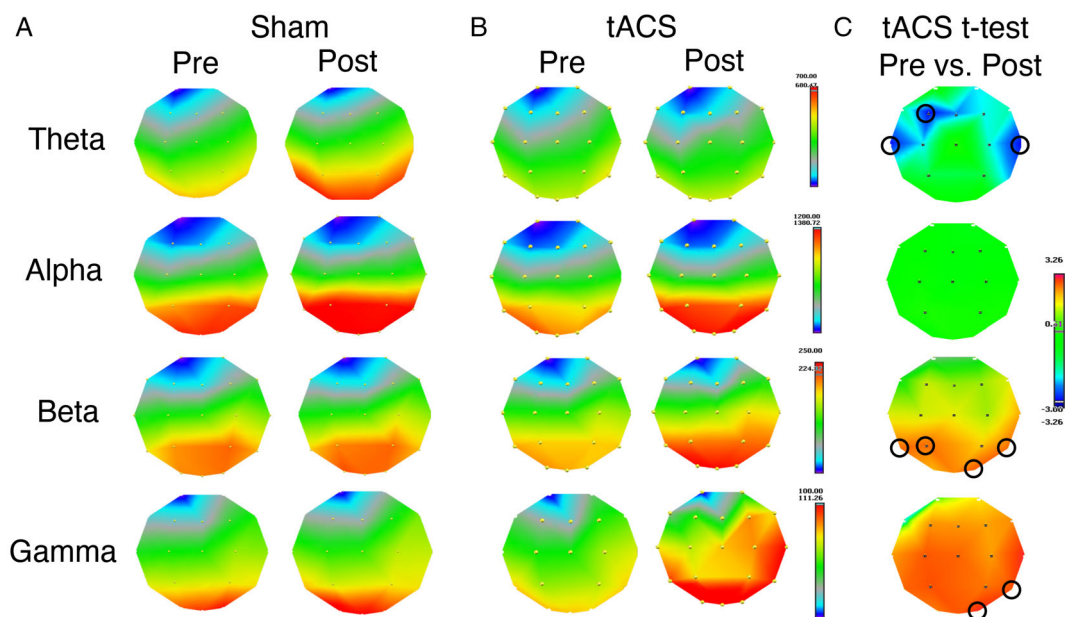 A Sham B tACS C tACS t-test
Pre Post Pre Post Pre vs. Post
700.00
680.47
Theta
1200.00
1380.72
Alpha
3.26
-3.00
-3.26
250.00
Beta
100.00
111.26
Gamma